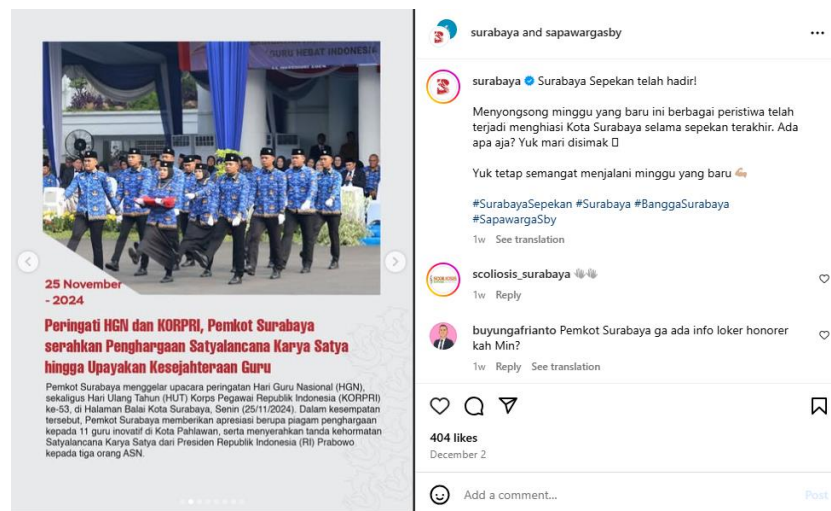 GURU HEBAT INDONESIA
25 November
- 2024
Peringati HGN dan KORPRI, Pemkot Surabaya
serahkan Penghargaan Satyalancana Karya Satya
hingga Upayakan Kesejahteraan Guru
Pemkot Surabaya menggelar upacara peringatan Hari Guru Nasional (HGN),
sekaligus Hari Ulang Tahun (HUT) Korps Pegawai Republik Indonesia (KORPRI)
ke-53, di Halaman Balai Kota Surabaya, Senin (25/11/2024). Dalam kesempatan
tersebut, Pemkot Surabaya memberikan apresiasi berupa piagam penghargaan
kepada 11 guru inovatif di Kota Pahlawan, serta menyerahkan tanda kehormatan
Satyalancana Karya Satya dari Presiden Republik Indonesia (RI) Prabowo
kepada tiga orang ASN.
surabaya and sapawargasby
surabaya Surabaya Sepekan telah hadir!
Menyongsong minggu yang baru ini berbagai peristiwa telah
terjadi menghiasi Kota Surabaya selama sepekan terakhir. Ada
apa aja? Yuk mari disimak
Yuk tetap semangat menjalani minggu yang baru 💪🏼
#SurabayaSepekan #Surabaya #BanggaSurabaya
#SapawargaSby
1w See translation
scoliosis_surabaya 👏👏
1w Reply
buyungafrianto Pemkot Surabaya ga ada info loker honorer
kah Min?
1w Reply See translation
404 likes
December 2
Add a comment...
Post